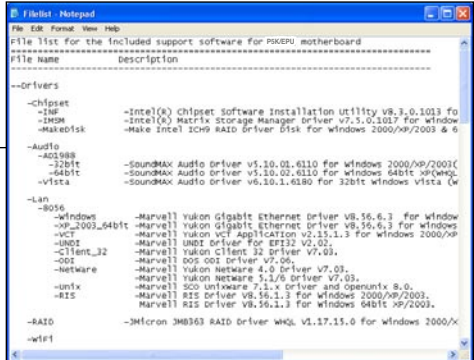 Filelist - Notepad
File Edit Format View Help
File list for the included support software for P5K/EPU motherboard
File Name Description
--Drivers
-Chipset
-INF -Intel(R) Chipset Software Installation Utility V8.3.0.1013 fo
-IMSM -Intel(R) Matrix Storage Manager Driver v7.5.0.1017 for Window
-MakeDisk -Make Intel ICH9 RAID Driver Disk for Windows 2000/XP/2003 & 6
-Audio
-AD1988
-32bit -SoundMAX Audio Driver v5.10.01.6110 for Windows 2000/XP/2003(
-64bit -SoundMAX Audio Driver v5.10.02.6110 for Windows 64bit XP(WHQL
-Vista -SoundMAX Audio Driver v6.10.1.6180 for 32bit Windows Vista (W
-Lan
-8056
-Windows -Marvell Yukon Gigabit Ethernet Driver V8.56.6.3 for Window
-XP_2003_64bit -Marvell Yukon Gigabit Ethernet Driver V8.56.6.3 for Windows
-VCT -Marvell Yukon VCT Application V2.15.1.3 for Windows 2000/XP
-UNDI -Marvell UNDI Driver for EFI32 V2.02.
-Client_32 -Marvell Yukon Client 32 Driver V7.03.
-ODI -Marvell DOS ODI Driver V7.06.
-NetWare -Marvell Yukon NetWare 4.0 Driver V7.03.
-Marvell Yukon NetWare 5.1/6 Driver V7.03.
-Unix -Marvell SCO UnixWare 7.1.x Driver and OpenUnix 8.0.
-RIS -Marvell RIS Driver V8.56.1.3 for Windows 2000/XP/2003.
Marvell RIS Driver V8.56.1.3 for Windows 64bit XP/2003.
-RAID -JMicron JMB363 RAID Driver WHQL V1.17.15.0 for Windows 2000/X
-WiFi